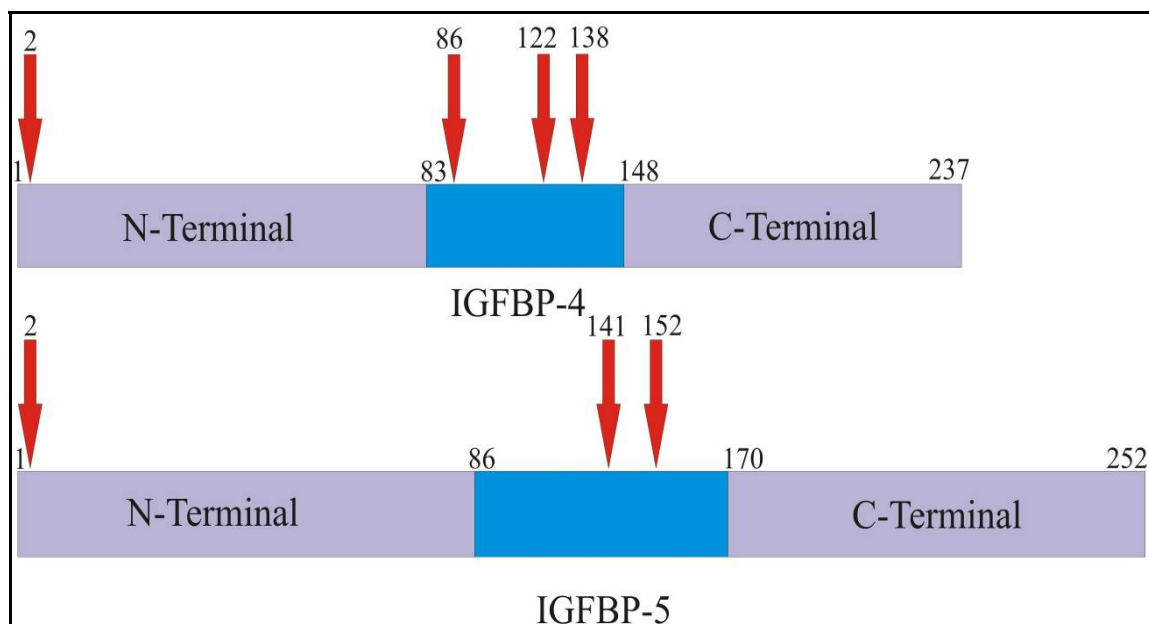 2 86 122 138
1 83 148 237
N-Terminal C-Terminal
IGFBP-4
2 141 152
1 86 170 252
N-Terminal C-Terminal
IGFBP-5